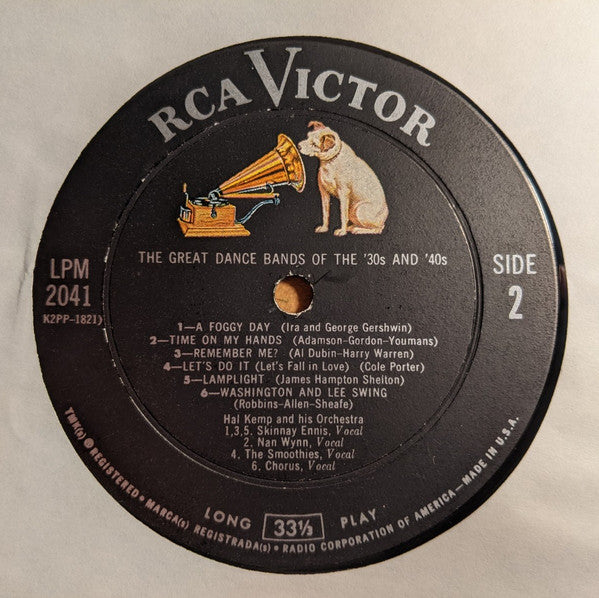 RCA VICTOR
THE GREAT DANCE BANDS OF THE '30s AND '40s
LPM
2041
K2PP-1821)
SIDE
2
1—A FOGGY DAY (Ira and George Gershwin)
2—TIME ON MY HANDS (Adamson-Gordon-Youmans)
3—REMEMBER ME? (Al Dubin-Harry Warren)
4—LET'S DO IT (Let's Fall in Love) (Cole Porter)
5—LAMPLIGHT (James Hampton Shelton)
6—WASHINGTON AND LEE SWING
(Robbins-Allen-Sheafe)
Hal Kemp and his Orchestra
1,3,5. Skinnay Ennis, Vocal
2. Nan Wynn, Vocal
4. The Smoothies, Vocal
6. Chorus, Vocal
LONG 33⅓ PLAY
TMK(s) ® REGISTERED • MARCA(s) REGISTRADA(s) • RADIO CORPORATION OF AMERICA—MADE IN U.S.A.